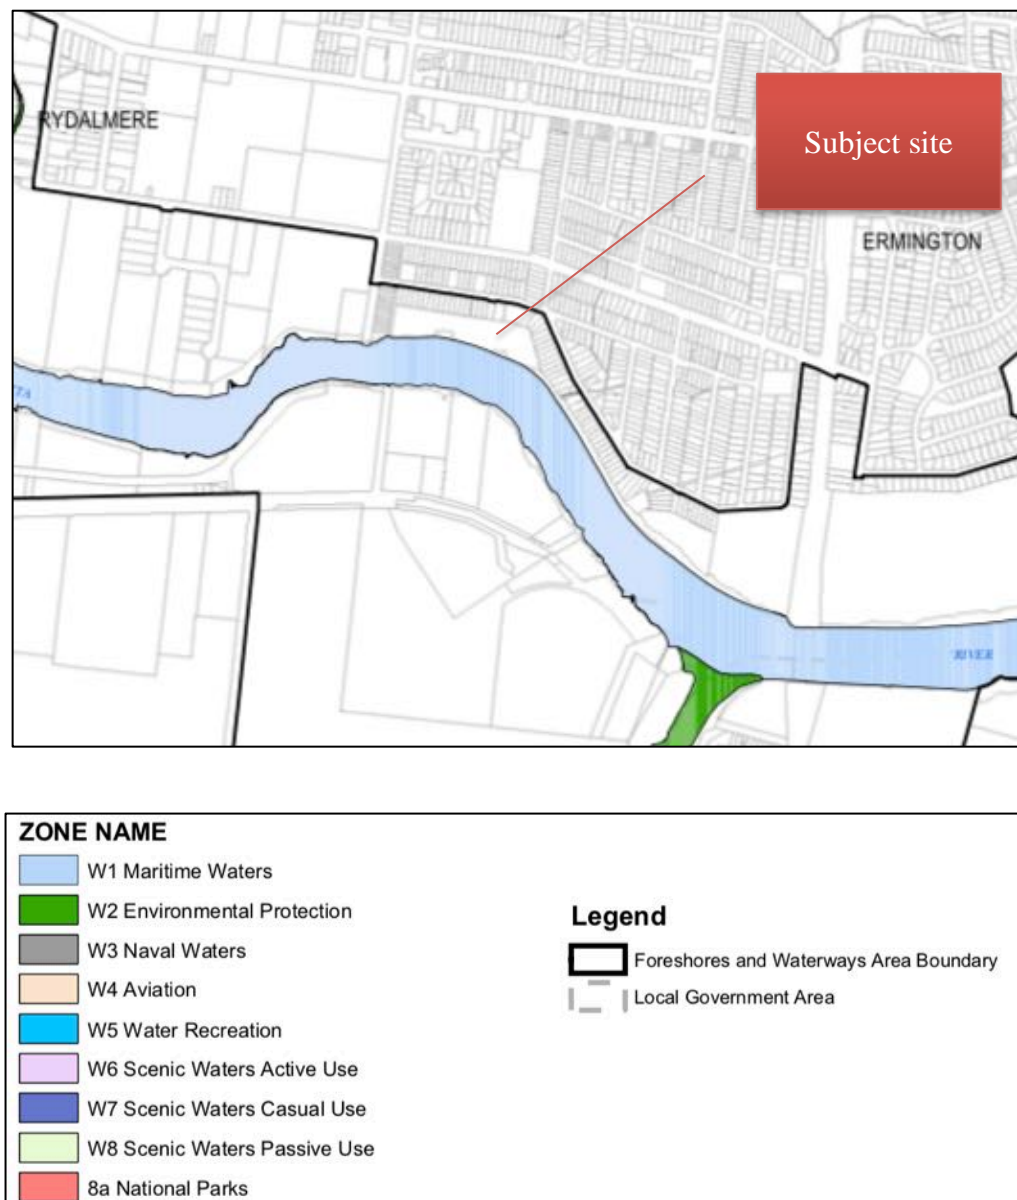 RYDALMERE
Subject site
ERMINGTON
TTA
RIVER
ZONE NAME
W1 Maritime Waters
W2 Environmental Protection
W3 Naval Waters
W4 Aviation
W5 Water Recreation
W6 Scenic Waters Active Use
W7 Scenic Waters Casual Use
W8 Scenic Waters Passive Use
8a National Parks
Legend
Foreshores and Waterways Area Boundary
Local Government Area